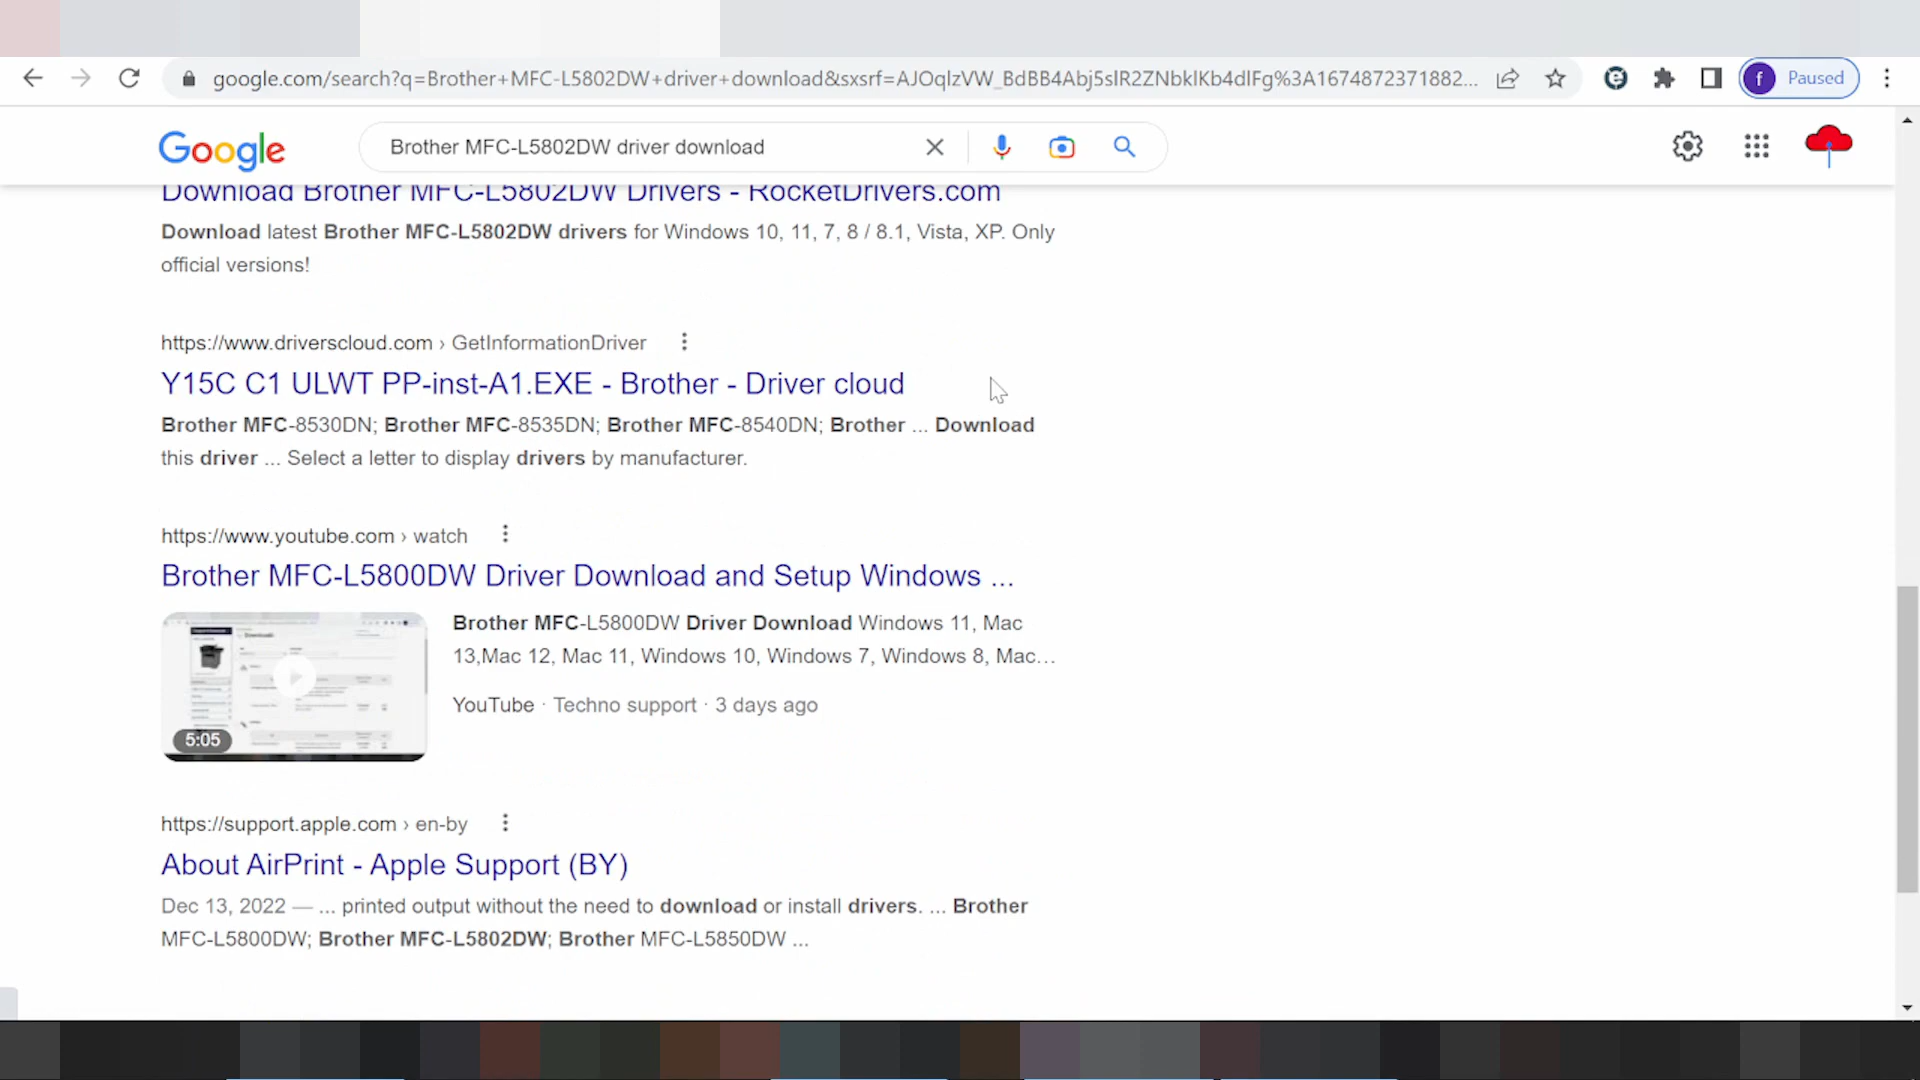 google.com/search?q=Brother+MFC-L5802DW+driver+download&sxsrf=AJOqlzVW_BdBB4Abj5slR2ZNbklKb4dlFg%3A1674872371882...
f Paused
Google
Brother MFC-L5802DW driver download
Download Brother MFC-L5802DW Drivers - RocketDrivers.com
Download latest Brother MFC-L5802DW drivers for Windows 10, 11, 7, 8 / 8.1, Vista, XP. Only
official versions!
https://www.driverscloud.com › GetInformationDriver
Y15C C1 ULWT PP-inst-A1.EXE - Brother - Driver cloud
Brother MFC-8530DN; Brother MFC-8535DN; Brother MFC-8540DN; Brother ... Download
this driver ... Select a letter to display drivers by manufacturer.
https://www.youtube.com › watch
Brother MFC-L5800DW Driver Download and Setup Windows ...
Brother MFC-L5800DW Driver Download Windows 11, Mac
13,Mac 12, Mac 11, Windows 10, Windows 7, Windows 8, Mac...
YouTube · Techno support · 3 days ago
5:05
https://support.apple.com › en-by
About AirPrint - Apple Support (BY)
Dec 13, 2022 — ... printed output without the need to download or install drivers. ... Brother
MFC-L5800DW; Brother MFC-L5802DW; Brother MFC-L5850DW ...